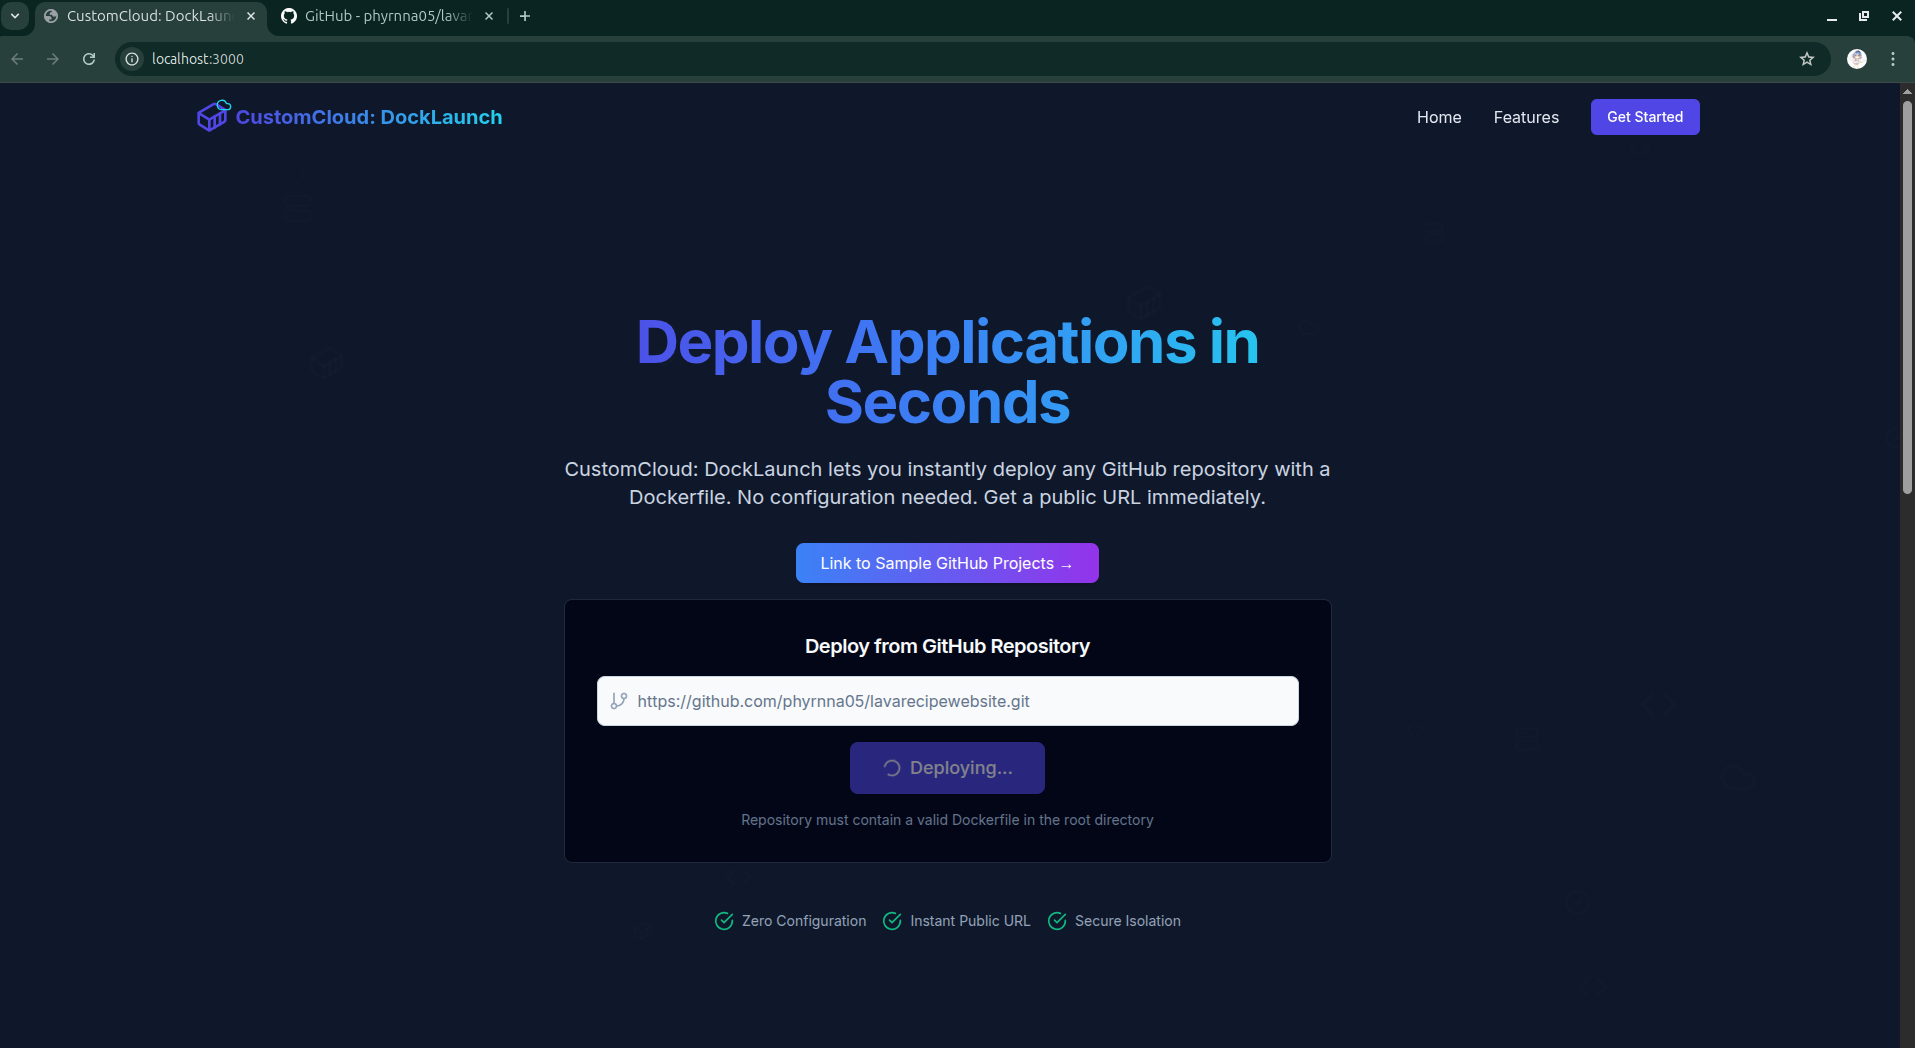 CustomCloud: DockLaun
GitHub - phyrnna05/lava
localhost:3000
CustomCloud: DockLaunch
Home
Features
Get Started
Deploy Applications in
Seconds
CustomCloud: DockLaunch lets you instantly deploy any GitHub repository with a
Dockerfile. No configuration needed. Get a public URL immediately.
Link to Sample GitHub Projects →
Deploy from GitHub Repository
https://github.com/phyrnna05/lavarecipewebsite.git
Deploying...
Repository must contain a valid Dockerfile in the root directory
Zero Configuration
Instant Public URL
Secure Isolation